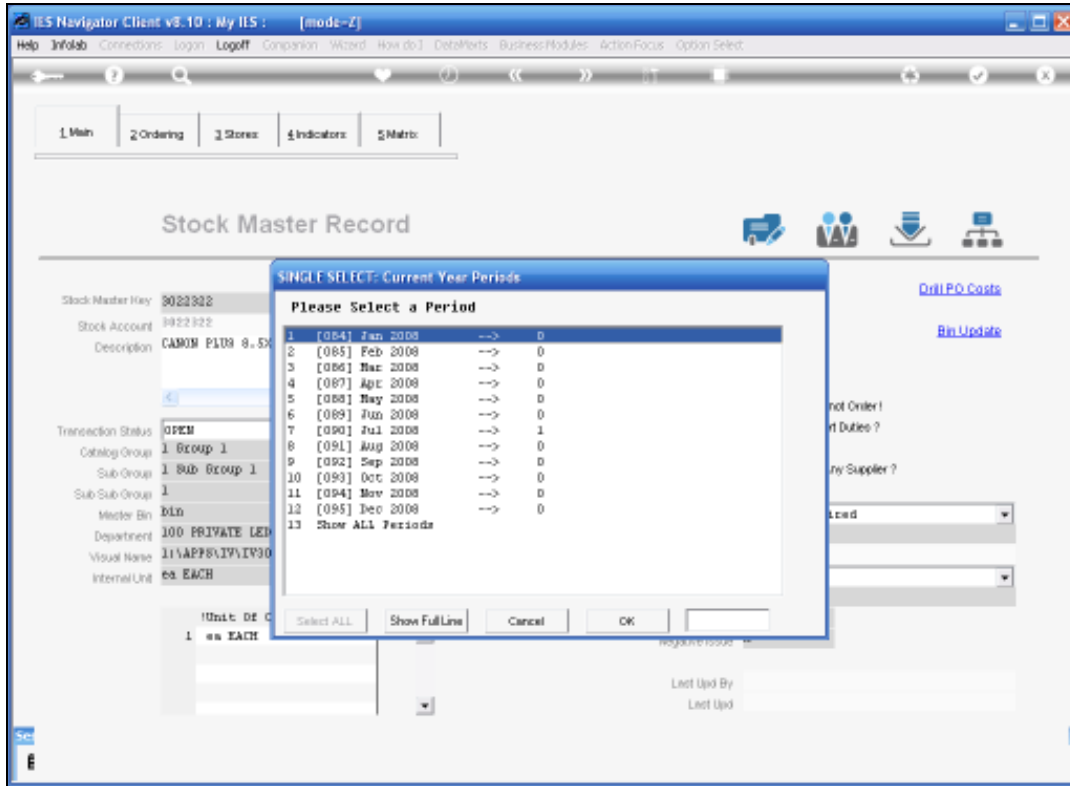 IES Navigator Client v8.10 : My IES : [mode-Z]
Help Infolab Connections Logon Logoff Companion Wizard How do I DataMarts Business Modules Action Focus Option Select
1 Main 2 Ordering 3 Stores 4 Indicators 5 Matrix
Stock Master Record
SINGLE SELECT: Current Year Periods
Please Select a Period
1 [084] Jan 2008 --> 0
2 [085] Feb 2008 --> 0
3 [086] Mar 2008 --> 0
4 [087] Apr 2008 --> 0
5 [088] May 2008 --> 0
6 [089] Jun 2008 --> 0
7 [090] Jul 2008 --> 1
8 [091] Aug 2008 --> 0
9 [092] Sep 2008 --> 0
10 [093] Oct 2008 --> 0
11 [094] Nov 2008 --> 0
12 [095] Dec 2008 --> 0
13 Show ALL Periods
Select ALL Show Full Line Cancel OK
Stock Master Key 3022322
Stock Account 3022322
Description CANON PLUS 8.5X
Transaction Status OPEN
Catalog Group 1 Group 1
Sub Group 1 Sub Group 1
Sub Sub Group 1
Master Bin bin
Department 100 PRIVATE LED
Visual Name 1:\APPS\IV\IV30
Internal Unit ea EACH
!Unit Of C
1 ea EACH
Drill PO Costs
Bin Update
not Order !
rt Duties ?
ny Supplier ?
ired
Negative Issue
Last Upd By
Last Upd
Se